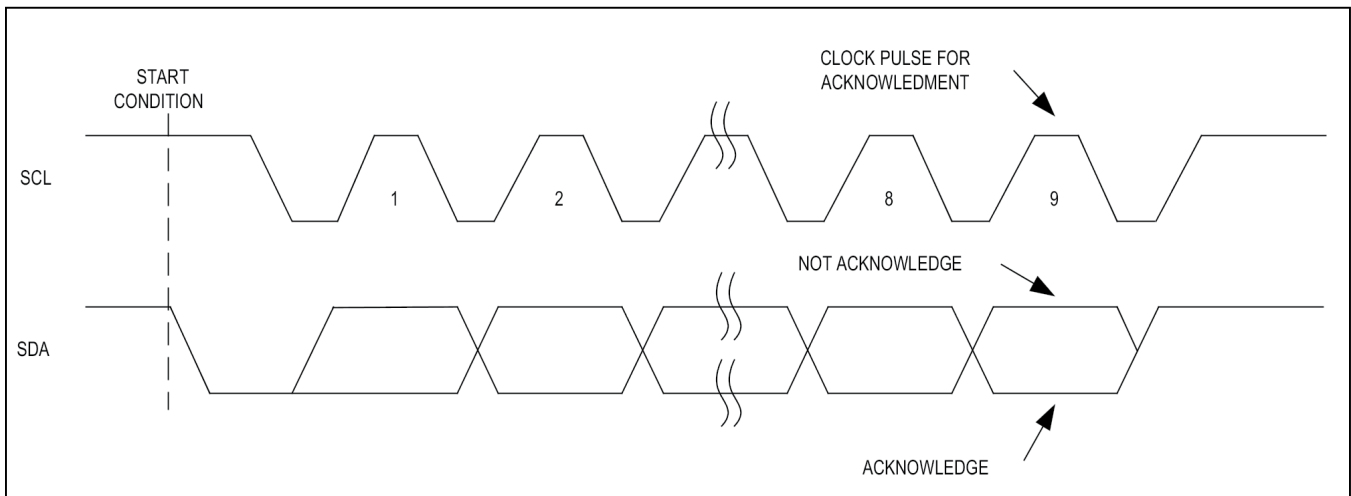 START
CONDITION
CLOCK PULSE FOR
ACKNOWLEDMENT
SCL
1
2
8
9
NOT ACKNOWLEDGE
SDA
ACKNOWLEDGE